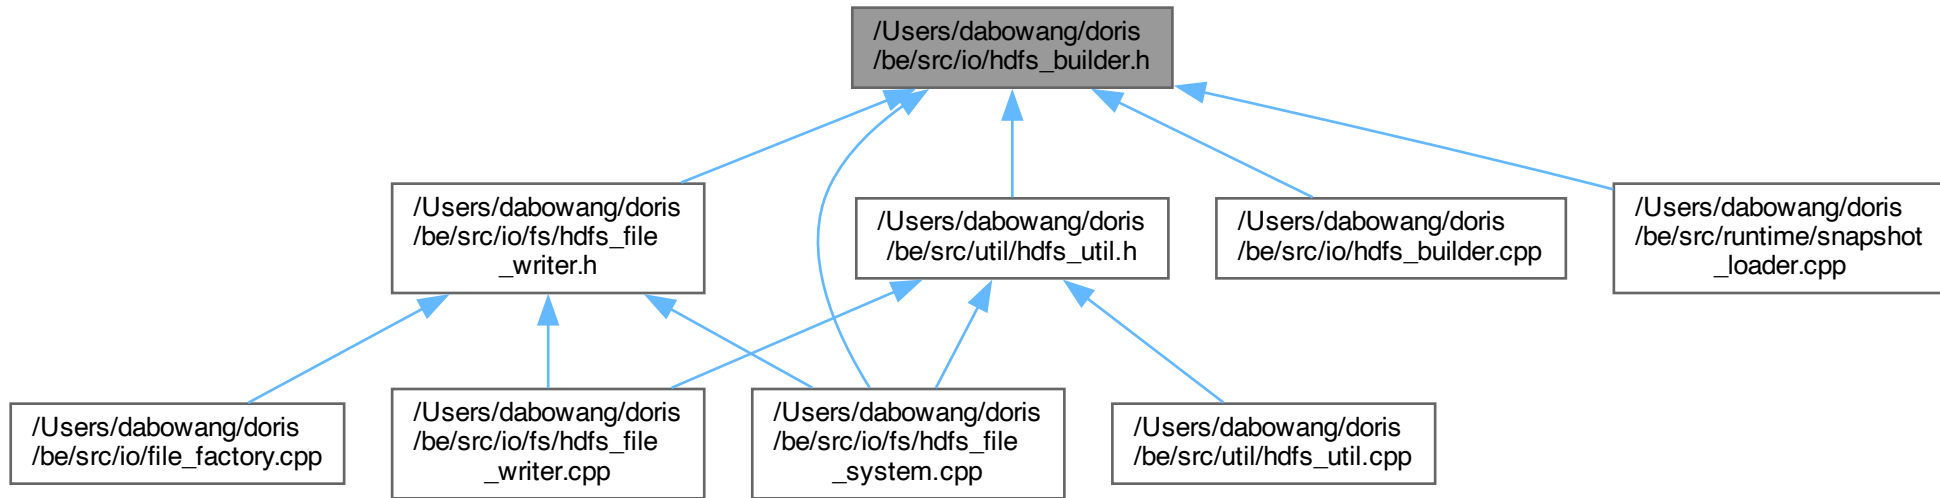 /Users/dabowang/doris
/be/src/io/hdfs_builder.h
/Users/dabowang/doris
/be/src/io/fs/hdfs_file
_writer.h
/Users/dabowang/doris
/be/src/util/hdfs_util.h
/Users/dabowang/doris
/be/src/io/hdfs_builder.cpp
/Users/dabowang/doris
/be/src/runtime/snapshot
_loader.cpp
/Users/dabowang/doris
/be/src/io/file_factory.cpp
/Users/dabowang/doris
/be/src/io/fs/hdfs_file
_writer.cpp
/Users/dabowang/doris
/be/src/io/fs/hdfs_file
_system.cpp
/Users/dabowang/doris
/be/src/util/hdfs_util.cpp